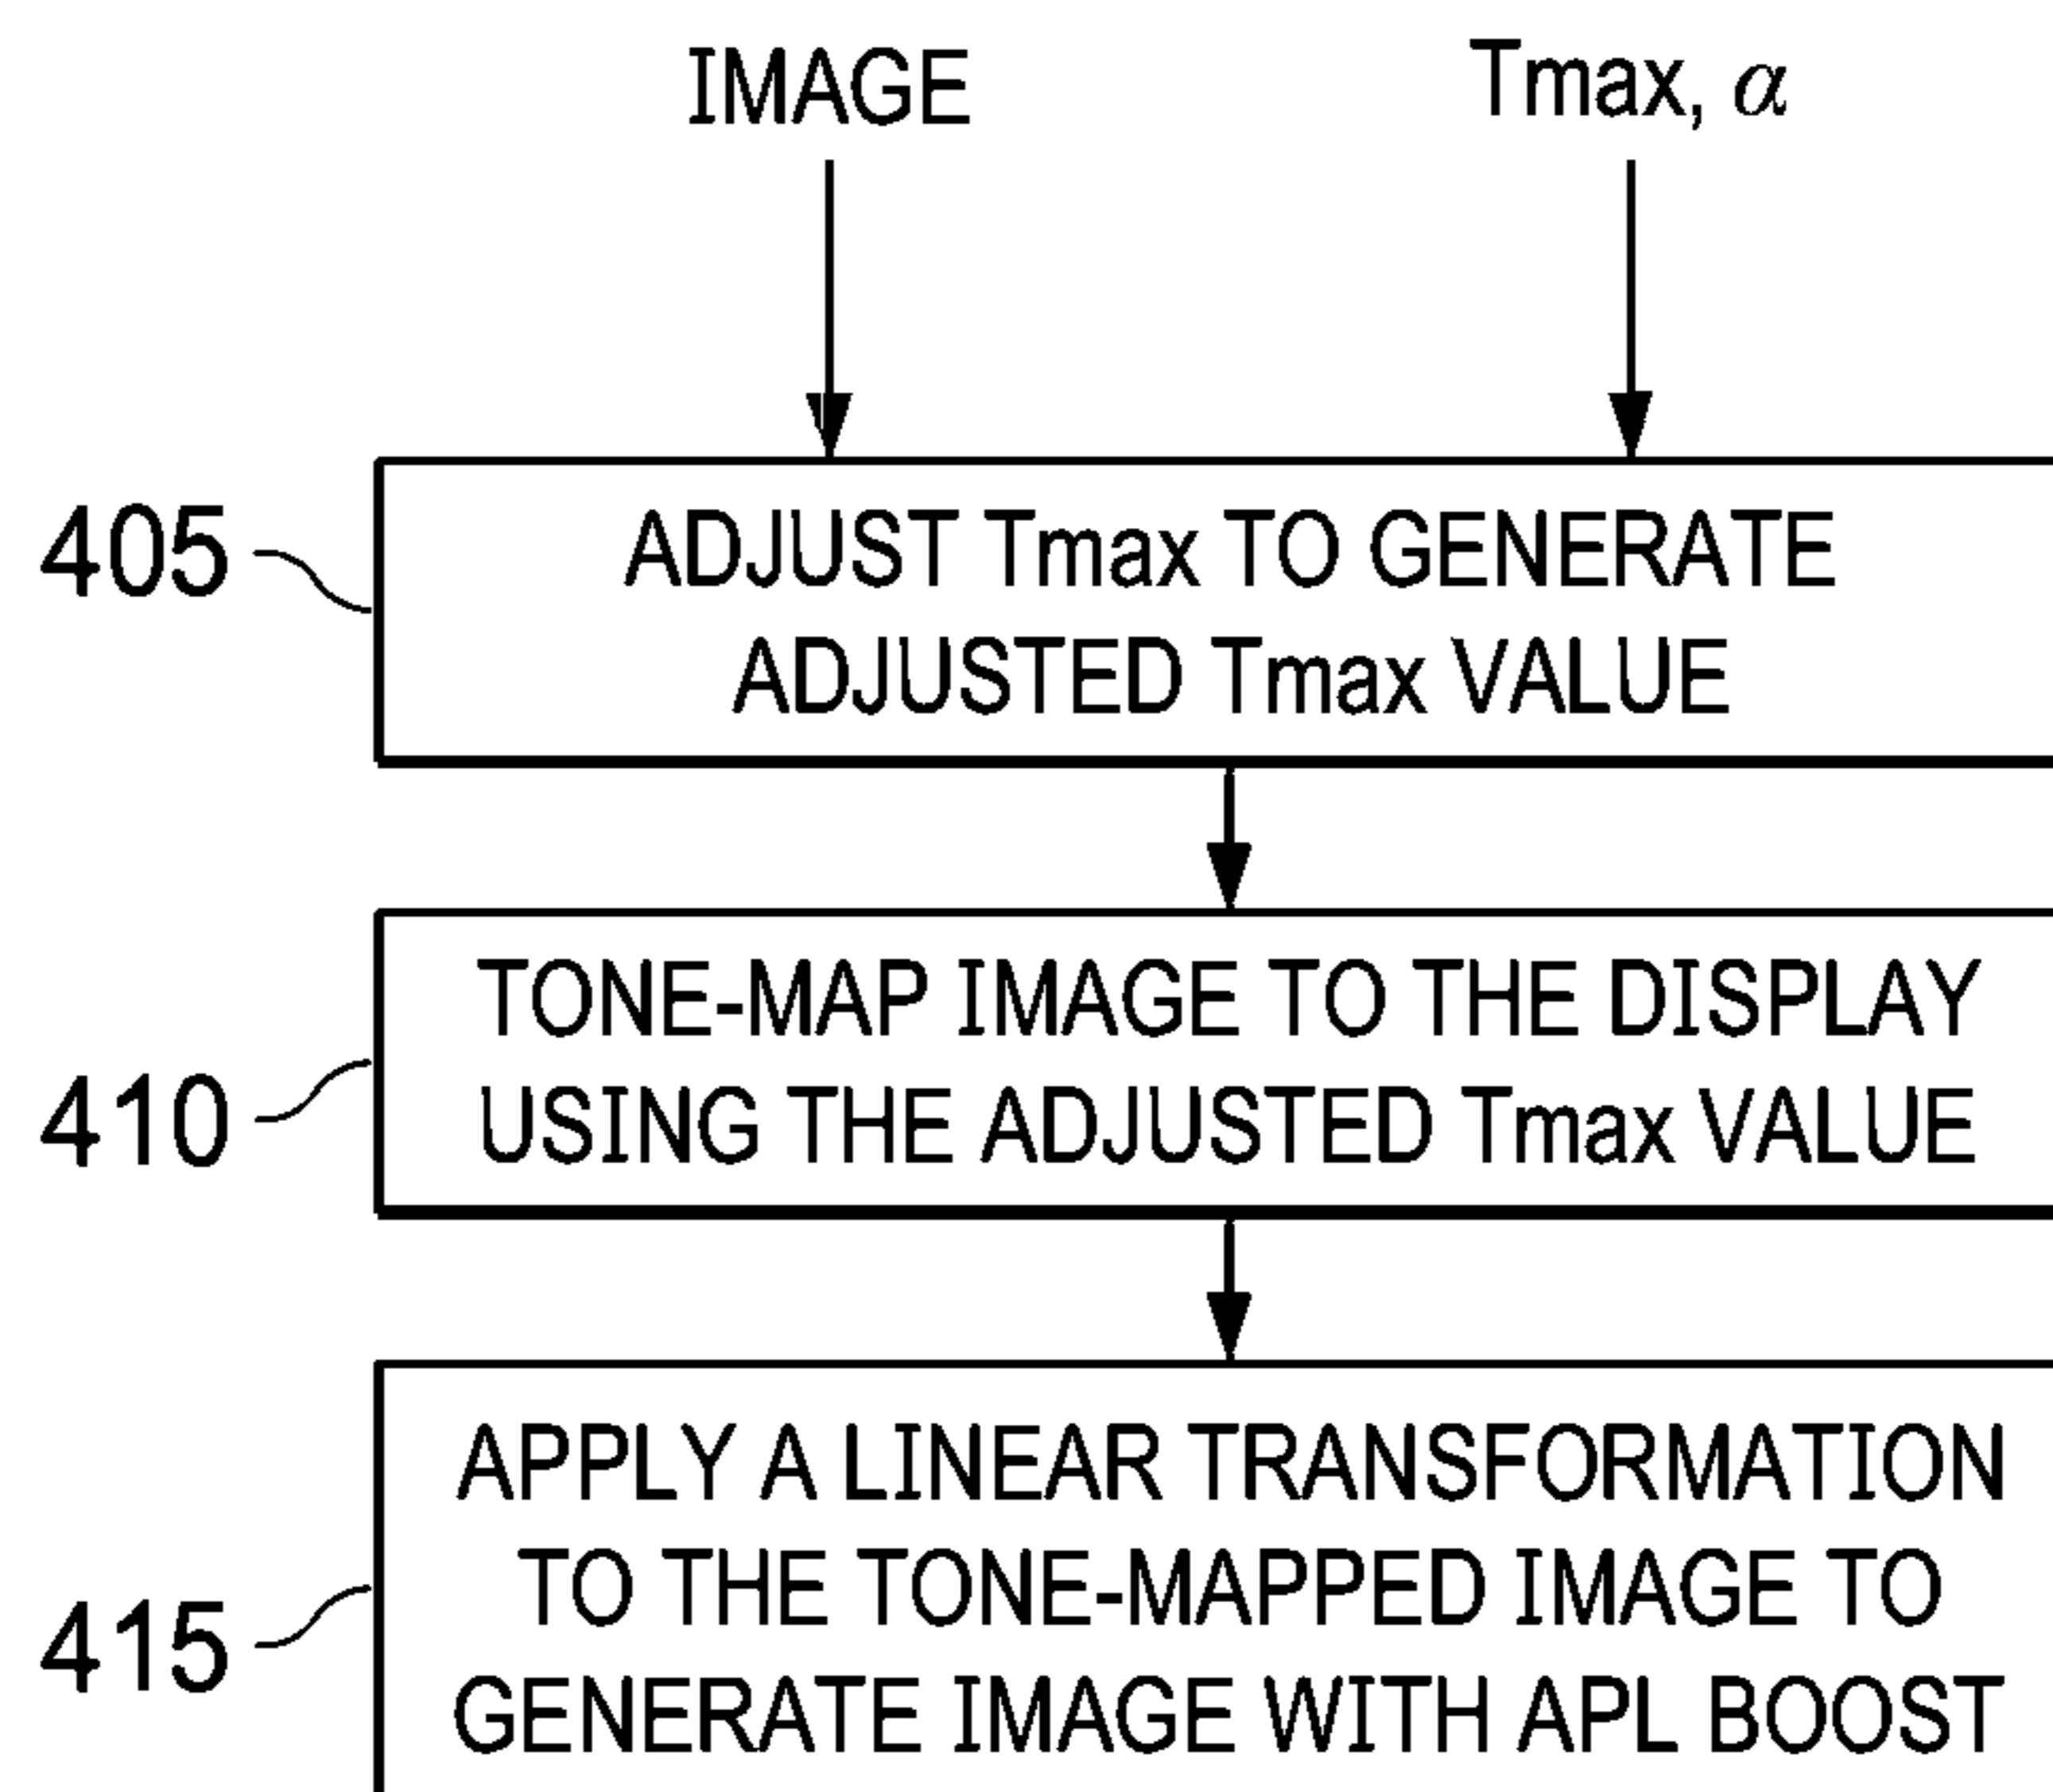 IMAGE
Tmax, α
405
ADJUST Tmax TO GENERATE
ADJUSTED Tmax VALUE
410
TONE-MAP IMAGE TO THE DISPLAY
USING THE ADJUSTED Tmax VALUE
415
APPLY A LINEAR TRANSFORMATION
TO THE TONE-MAPPED IMAGE TO
GENERATE IMAGE WITH APL BOOST